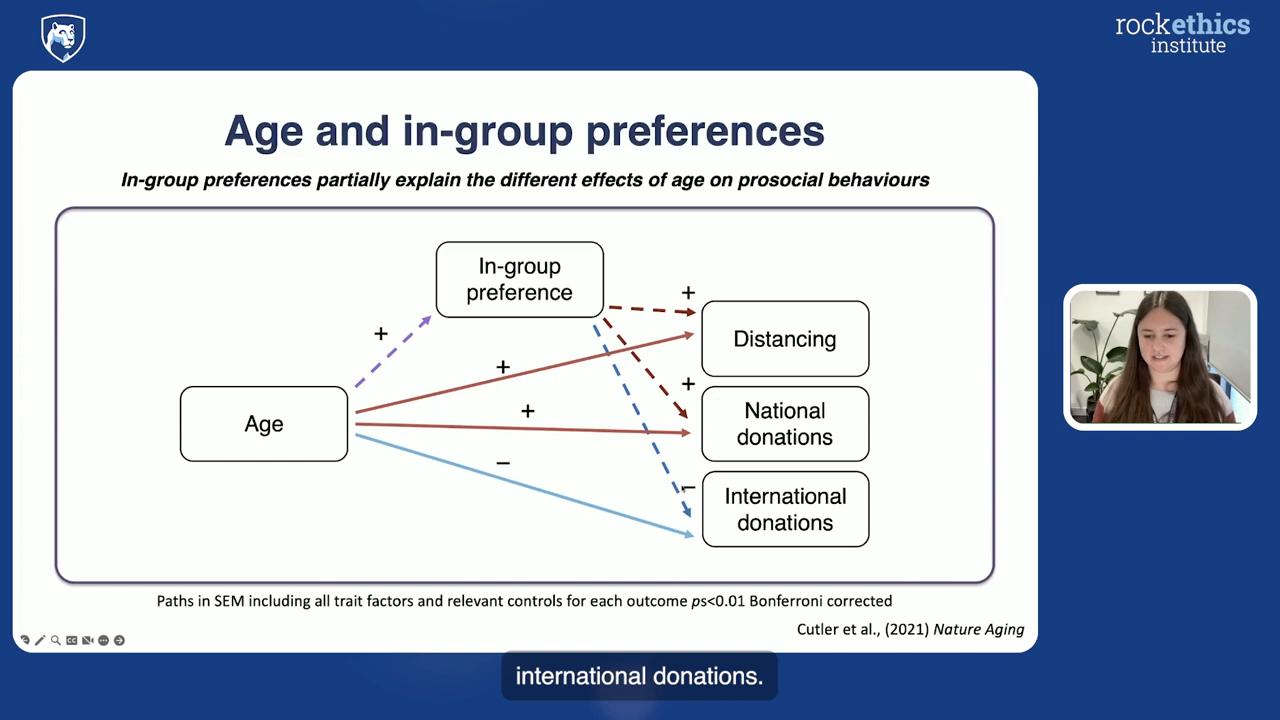 rockethics
institute
Age and in-group preferences
In-group preferences partially explain the different effects of age on prosocial behaviours
In-group
preference
+
+
Distancing
+
+
+
National
donations
Age
–
–
International
donations
Paths in SEM including all trait factors and relevant controls for each outcome ps<0.01 Bonferroni corrected
Cutler et al., (2021) Nature Aging
CC
international donations.